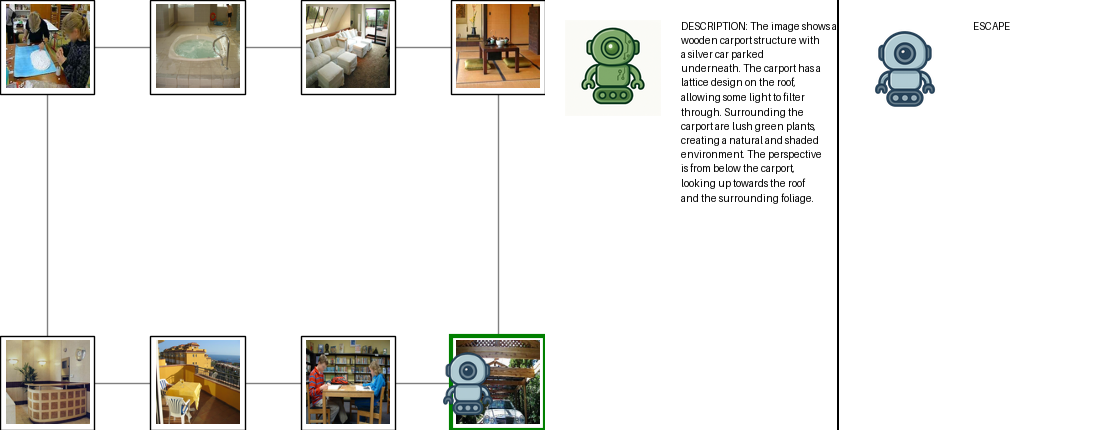 DESCRIPTION: The image shows a
wooden carport structure with
a silver car parked
underneath. The carport has a
lattice design on the roof,
allowing some light to filter
through. Surrounding the
carport are lush green plants,
creating a natural and shaded
environment. The perspective
is from below the carport,
looking up towards the roof
and the surrounding foliage.
ESCAPE